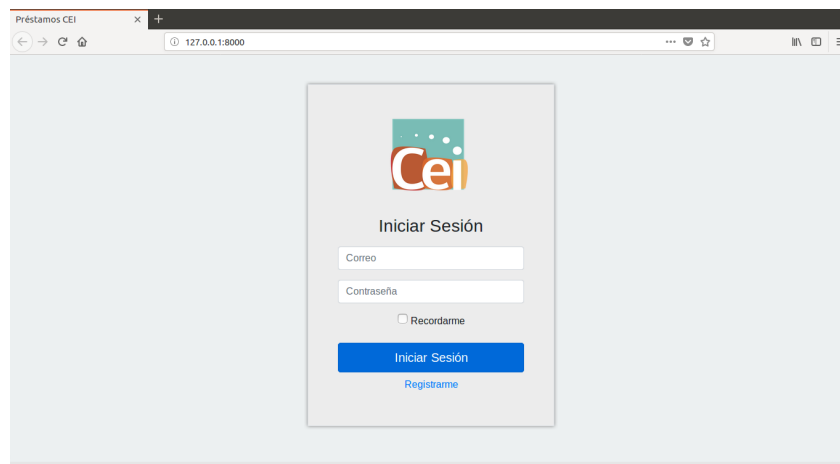 Préstamos CEI
127.0.0.1:8000
Cei
Iniciar Sesión
Correo
Contraseña
Recordarme
Iniciar Sesión
Registrarme